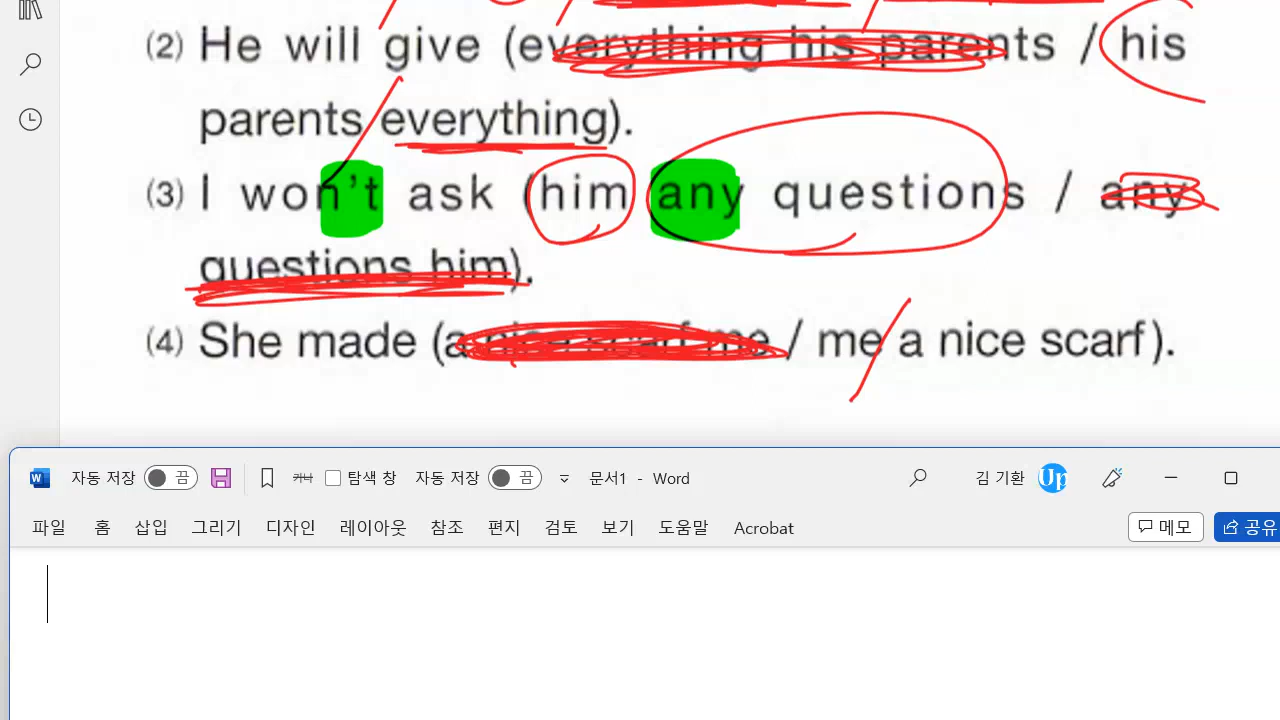 (2) He will give (everything his parents / his
parents everything).
(3) I won't ask (him any questions / any
questions him).
(4) She made (a nice scarf me / me a nice scarf).
자동 저장 끔 가나 탐색 창 자동 저장 끔 문서1 - Word 김 기환 Up
파일 홈 삽입 그리기 디자인 레이아웃 참조 편지 검토 보기 도움말 Acrobat 메모 공유